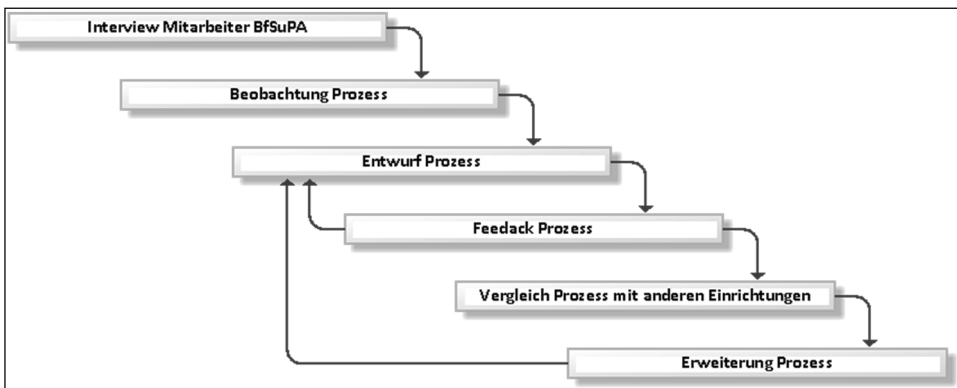 Interview Mitarbeiter BfSuPA
Beobachtung Prozess
Entwurf Prozess
Feedack Prozess
Vergleich Prozess mit anderen Einrichtungen
Erweiterung Prozess